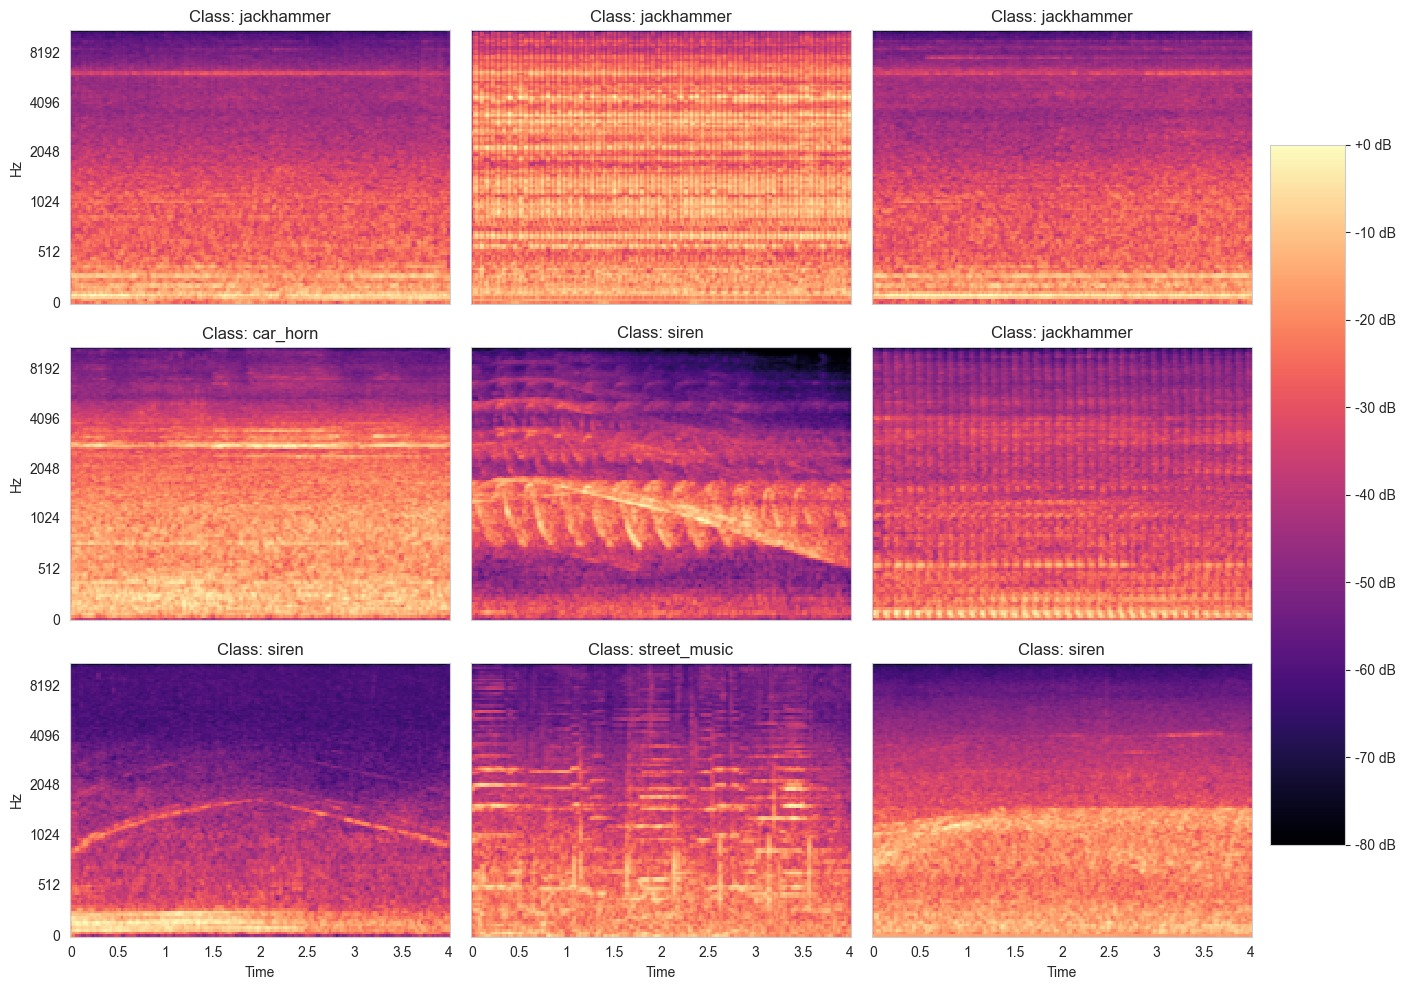 Class: jackhammer
Class: jackhammer
Class: jackhammer
8192
4096
2048
1024
512
0
Hz
+0 dB
-10 dB
-20 dB
-30 dB
-40 dB
-50 dB
-60 dB
-70 dB
-80 dB
Class: car_horn
Class: siren
Class: jackhammer
8192
4096
2048
1024
512
0
Hz
Class: siren
Class: street_music
Class: siren
8192
4096
2048
1024
512
0
Hz
0 0.5 1 1.5 2 2.5 3 3.5 4
Time
0 0.5 1 1.5 2 2.5 3 3.5 4
Time
0 0.5 1 1.5 2 2.5 3 3.5 4
Time